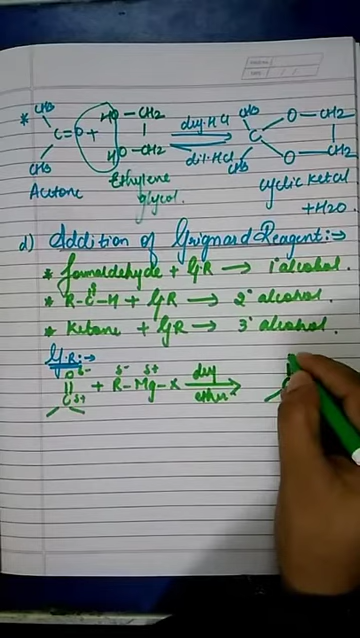 * CH3
C=O + HO-CH2 dry HCl CH3 O-CH2
HO-CH2 dil·HCl C O-CH2
CH3 CH3
Acetone Ethylene glycol. cyclic ketal + H2O
d) Addition of Grignard Reagent:→
* formaldehyde + GR → 1° alcohol.
* R-C-H + GR → 2° alcohol.
* Ketone + GR → 3° alcohol.
G.R:→
O δ- δ- δ+ dry
C δ+ + R-Mg-X ether